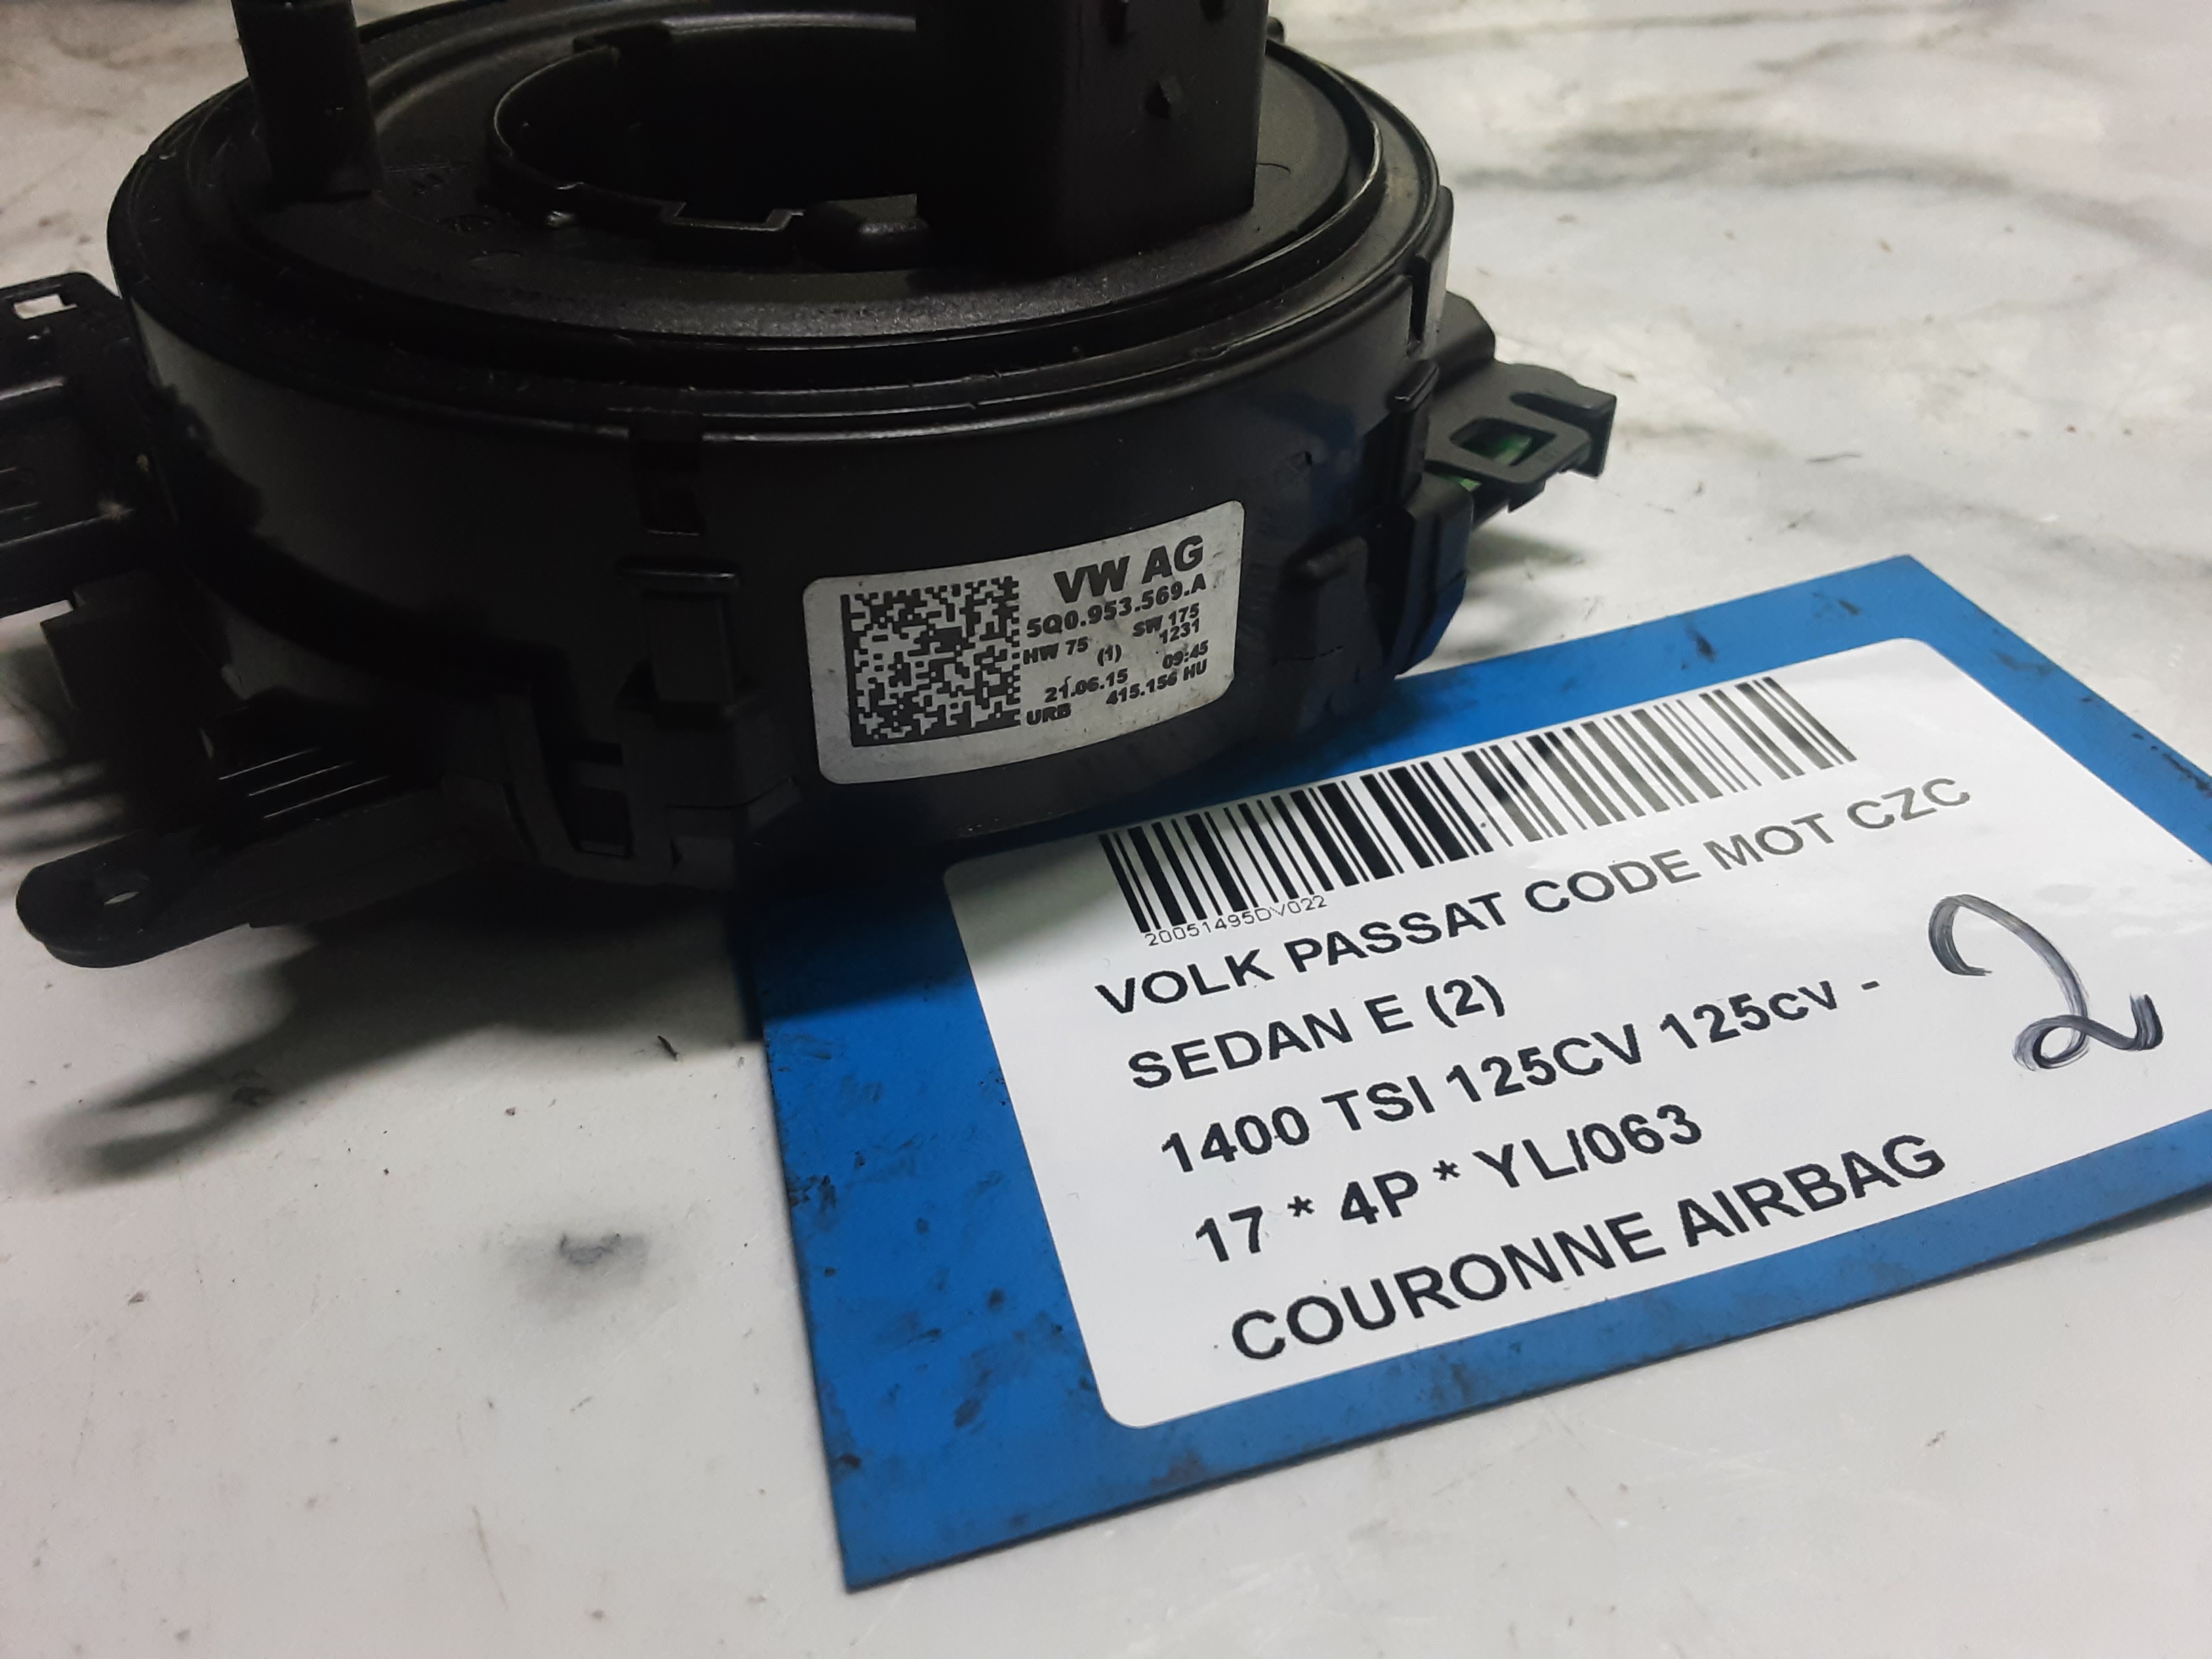 VW AG
5Q0.953.569.A
HW 75 SW 175
(1) 1231
21.06.15 09:45
URB 415.156 HU
20051495DV022
VOLK PASSAT CODE MOT CZC
SEDAN E (2)
1400 TSI 125CV 125cv -
17 * 4P * YL/063
COURONNE AIRBAG
2